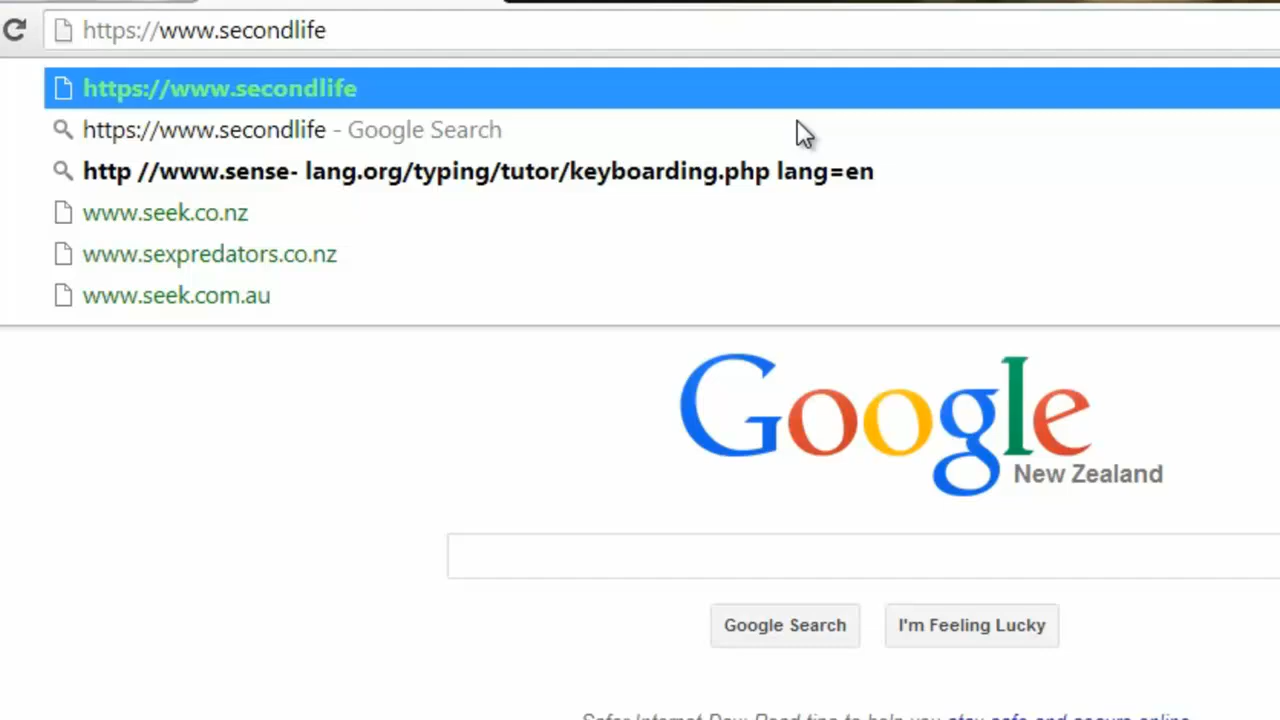 https://www.secondlife
https://www.secondlife
https://www.secondlife - Google Search
http //www.sense- lang.org/typing/tutor/keyboarding.php lang=en
www.seek.co.nz
www.sexpredators.co.nz
www.seek.com.au
Google
New Zealand
Google Search
I'm Feeling Lucky
Safer Internet Day: Read tips to help you stay safe and secure online